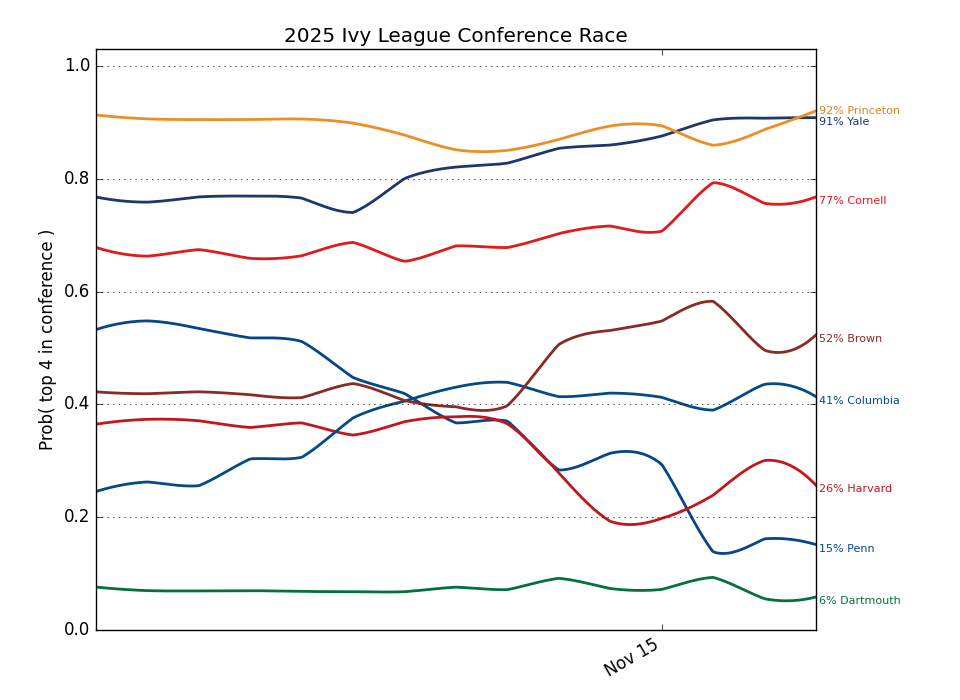 2025 Ivy League Conference Race
Prob( top 4 in conference )
1.0
0.8
0.6
0.4
0.2
0.0
Nov 15
92% Princeton
91% Yale
77% Cornell
52% Brown
41% Columbia
26% Harvard
15% Penn
6% Dartmouth